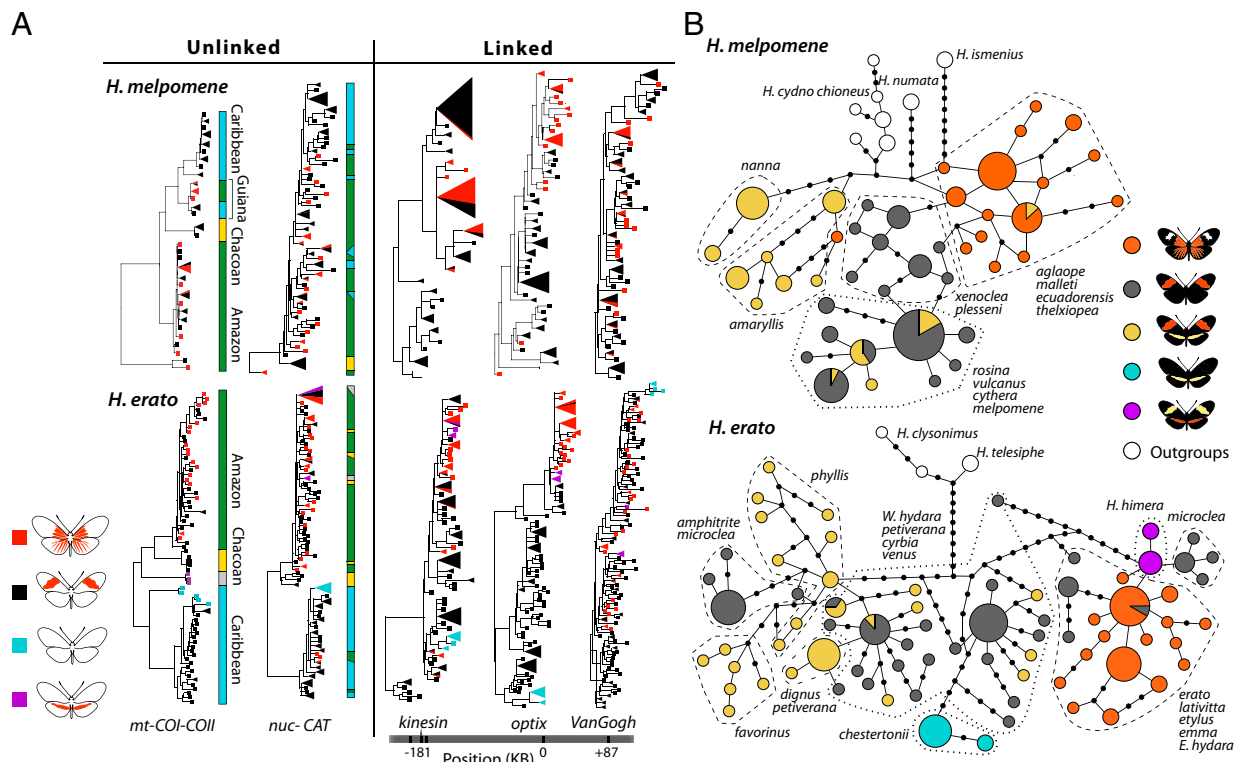 A
Unlinked
Linked
H. melpomene
Caribbean
Guiana
Chacoan
Amazon
H. erato
Amazon
Chacoan
Caribbean
mt-COI-COII
nuc- CAT
kinesin
optix
VanGogh
-181
0
+87
Position (KB)
B
H. melpomene
H. ismenius
H. numata
H. cydno chioneus
nanna
amaryllis
aglaope
malleti
ecuadorensis
thelxiopea
xenoclea
plesseni
rosina
vulcanus
cythera
melpomene
Outgroups
H. erato
H. clysonimus
H. telesiphe
phyllis
amphitrite
microclea
W. hydara
petiverana
cyrbia
venus
H. himera
microclea
dignus
petiverana
favorinus
chestertonii
erato
lativitta
etylus
emma
E. hydara